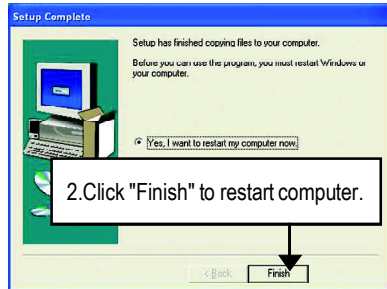 Setup Complete
Setup has finished copying files to your computer.
Before you can use the program, you must restart Windows or
your computer.
Yes, I want to restart my computer now.
2.Click "Finish" to restart computer.
< Back
Finish